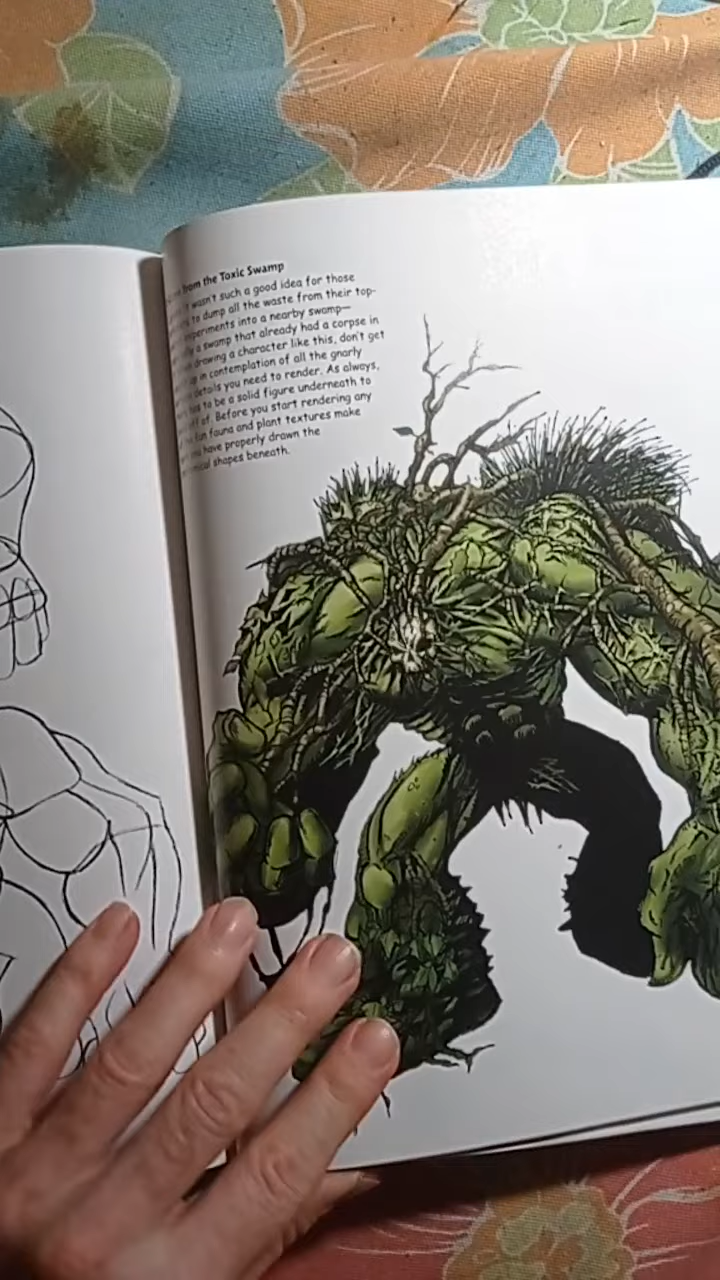 from the Toxic Swamp
wasn't such a good idea for those
to dump all the waste from their top-
experiments into a nearby swamp—
a swamp that already had a corpse in
drawing a character like this, don't get
up in contemplation of all the gnarly
details you need to render. As always,
to be a solid figure underneath to
of. Before you start rendering any
fun fauna and plant textures make
have properly drawn the
shapes beneath.